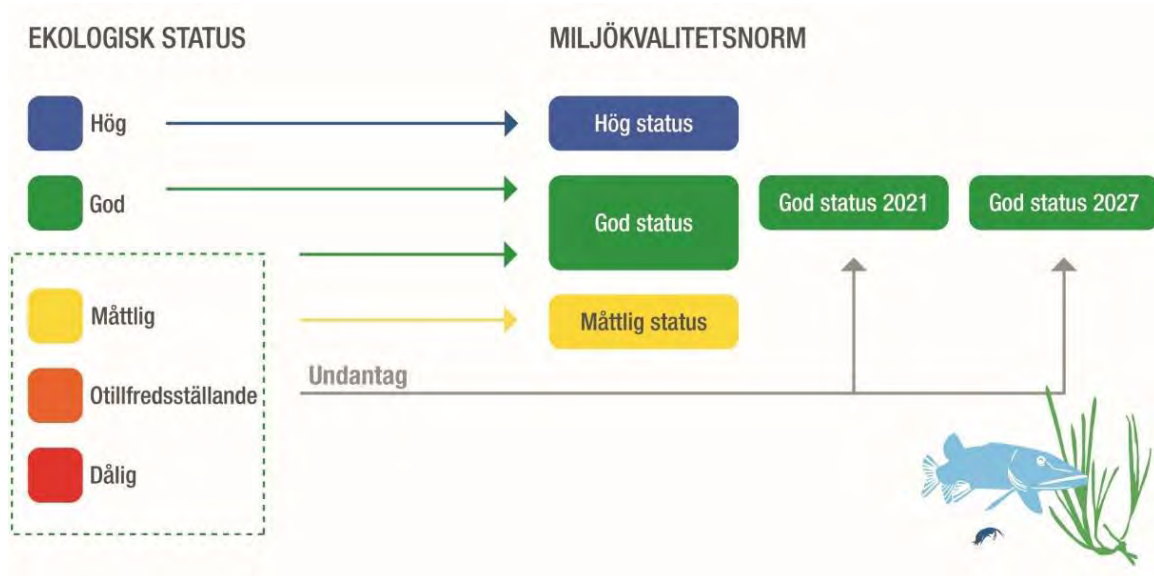 EKOLOGISK STATUS
MILJÖKVALITETSNORM
Hög
Hög status
God
God status
God status 2021
God status 2027
Måttlig
Måttlig status
Undantag
Otillfredsställande
Dålig